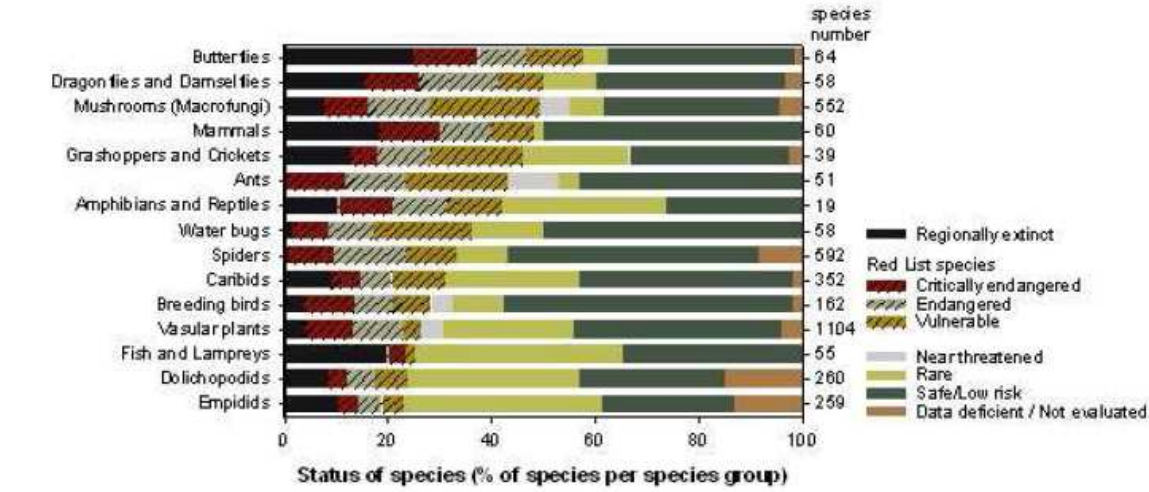 species
number
Butterflies 64
Dragonflies and Damselflies 58
Mushrooms (Macrofungi) 552
Mammals 60
Grashoppers and Crickets 39
Ants 51
Amphibians and Reptiles 19
Water bugs 58
Spiders 592
Caribids 352
Breeding birds 162
Vasular plants 1104
Fish and Lampreys 55
Dolichopodids 260
Empidids 259
0 20 40 60 80 100
Status of species (% of species per species group)
Regionally extinct
Red List species
Critically endangered
Endangered
Vulnerable
Near threatened
Rare
Safe/Low risk
Data deficient / Not evaluated